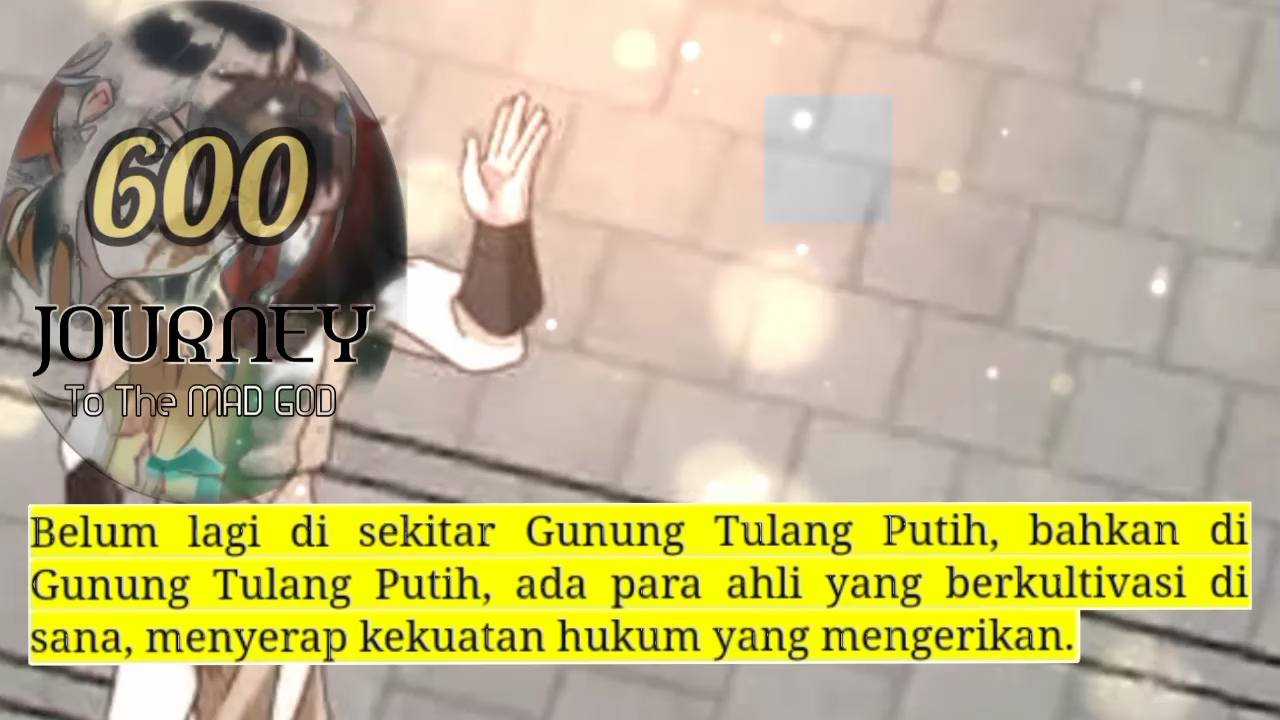 600
JOURNEY
To The MAD GOD
Belum lagi di sekitar Gunung Tulang Putih, bahkan di
Gunung Tulang Putih, ada para ahli yang berkultivasi di
sana, menyerap kekuatan hukum yang mengerikan.